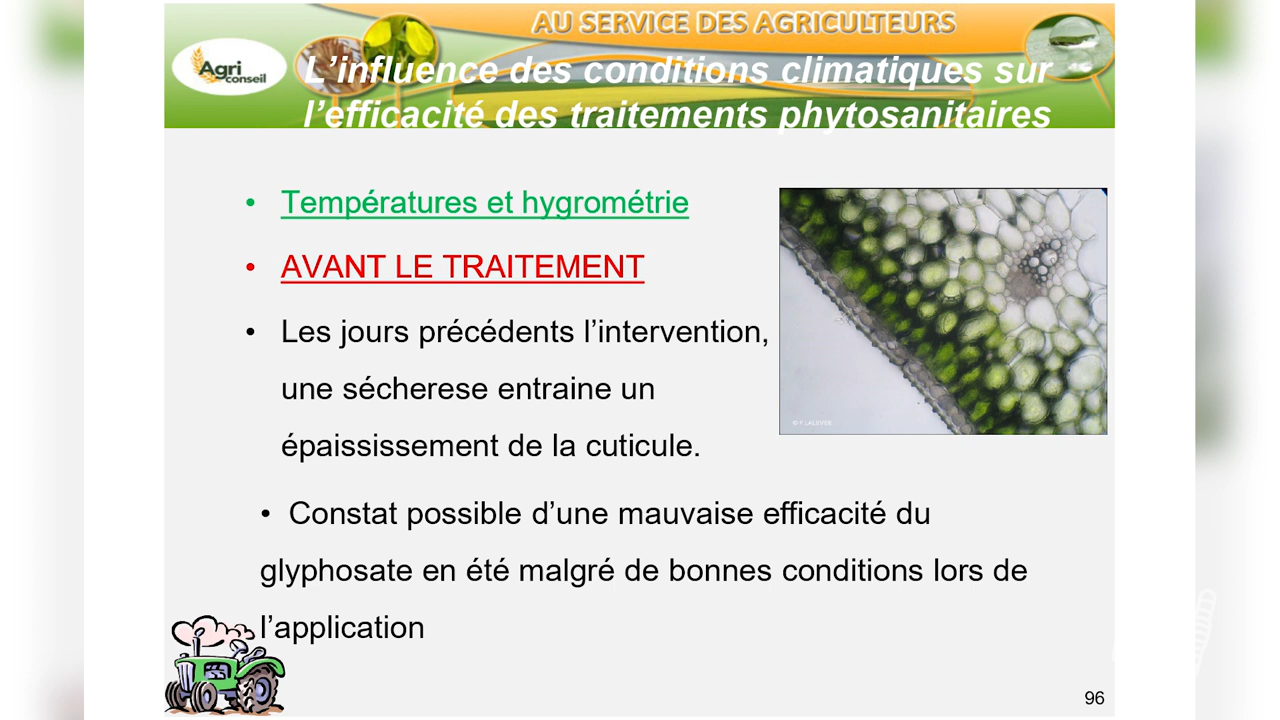 AU SERVICE DES AGRICULTEURS
Agri
conseil
L’influence des conditions climatiques sur
l’efficacité des traitements phytosanitaires
• Températures et hygrométrie
• AVANT LE TRAITEMENT
• Les jours précédents l’intervention,
une sécherese entraine un
épaississement de la cuticule.
• Constat possible d’une mauvaise efficacité du
glyphosate en été malgré de bonnes conditions lors de
l’application
96